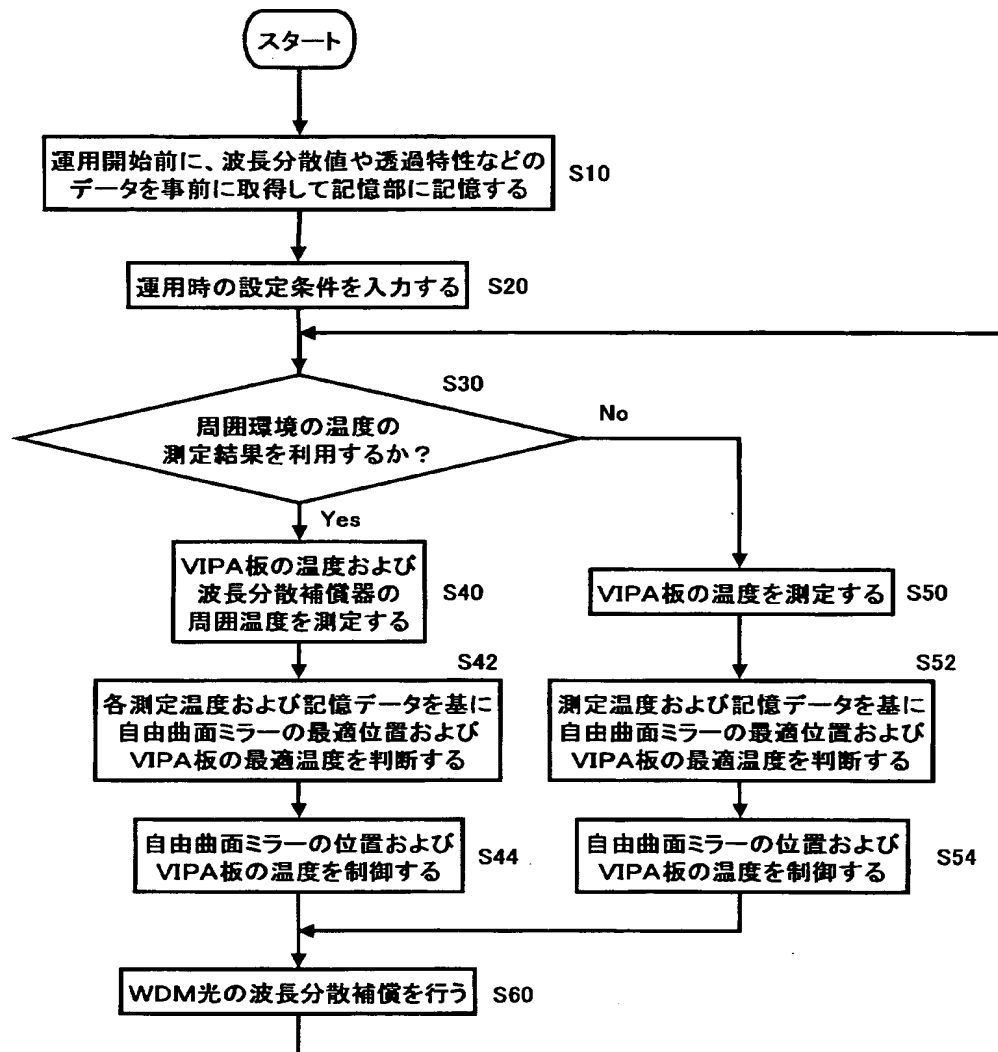 スタート
運用開始前に、波長分散値や透過特性などの
データを事前に取得して記憶部に記憶する
S10
運用時の設定条件を入力する
S20
S30
周囲環境の温度の
測定結果を利用するか？
No
Yes
VIPA板の温度および
波長分散補償器の
周囲温度を測定する
S40
VIPA板の温度を測定する
S50
S42
各測定温度および記憶データを基に
自由曲面ミラーの最適位置および
VIPA板の最適温度を判断する
S52
測定温度および記憶データを基に
自由曲面ミラーの最適位置および
VIPA板の最適温度を判断する
自由曲面ミラーの位置および
VIPA板の温度を制御する
S44
自由曲面ミラーの位置および
VIPA板の温度を制御する
S54
WDM光の波長分散補償を行う
S60